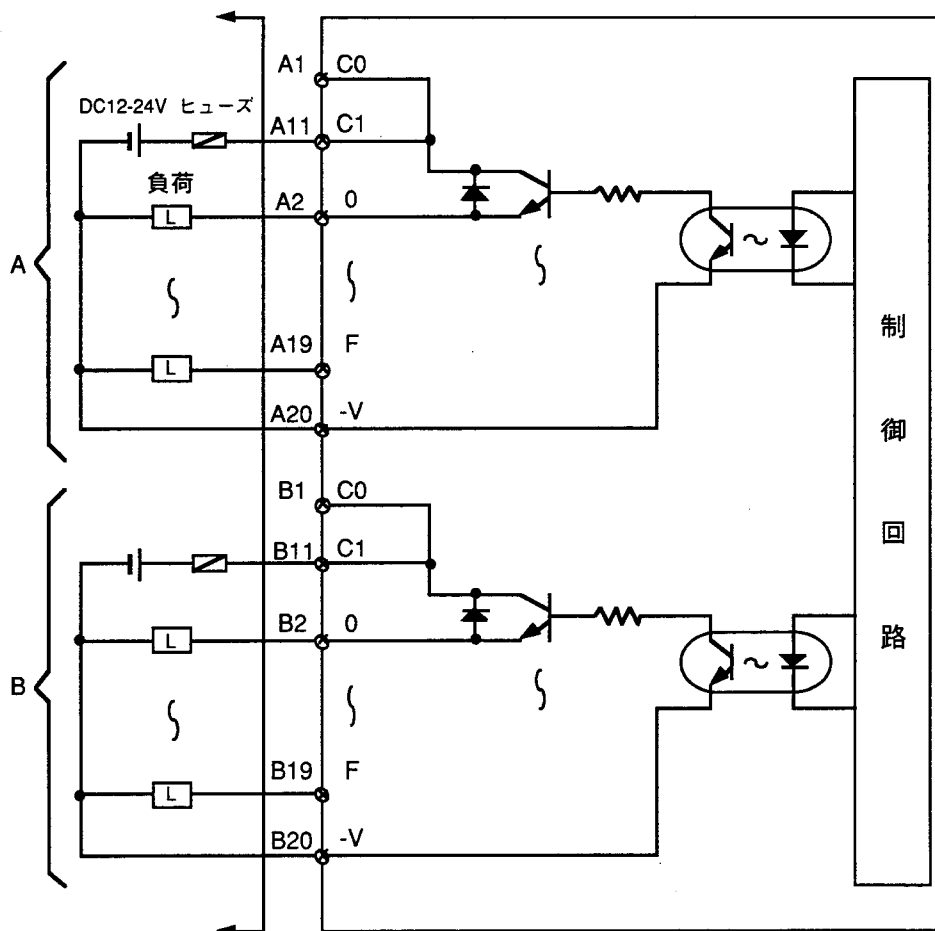 A1 C0
DC12-24V ヒューズ
A11 C1
負荷
A2 0
L
A
A19 F
L
A20 -V
制御回路
B1 C0
B11 C1
B2 0
L
B
B19 F
L
B20 -V